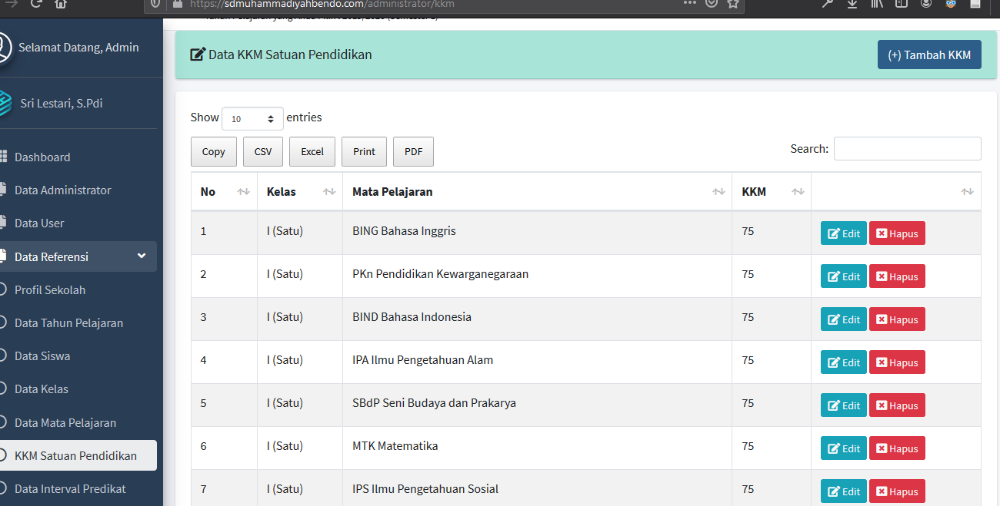 https://sdmuhammadiyahbendo.com/administrator/kkm
Selamat Datang, Admin
Sri Lestari, S.Pdi
Dashboard
Data Administrator
Data User
Data Referensi
Profil Sekolah
Data Tahun Pelajaran
Data Siswa
Data Kelas
Data Mata Pelajaran
KKM Satuan Pendidikan
Data Interval Predikat
Data KKM Satuan Pendidikan
(+) Tambah KKM
Show 10 entries
Copy CSV Excel Print PDF
Search:
No Kelas Mata Pelajaran KKM
1 I (Satu) BING Bahasa Inggris 75 Edit Hapus
2 I (Satu) PKn Pendidikan Kewarganegaraan 75 Edit Hapus
3 I (Satu) BIND Bahasa Indonesia 75 Edit Hapus
4 I (Satu) IPA Ilmu Pengetahuan Alam 75 Edit Hapus
5 I (Satu) SBdP Seni Budaya dan Prakarya 75 Edit Hapus
6 I (Satu) MTK Matematika 75 Edit Hapus
7 I (Satu) IPS Ilmu Pengetahuan Sosial 75 Edit Hapus